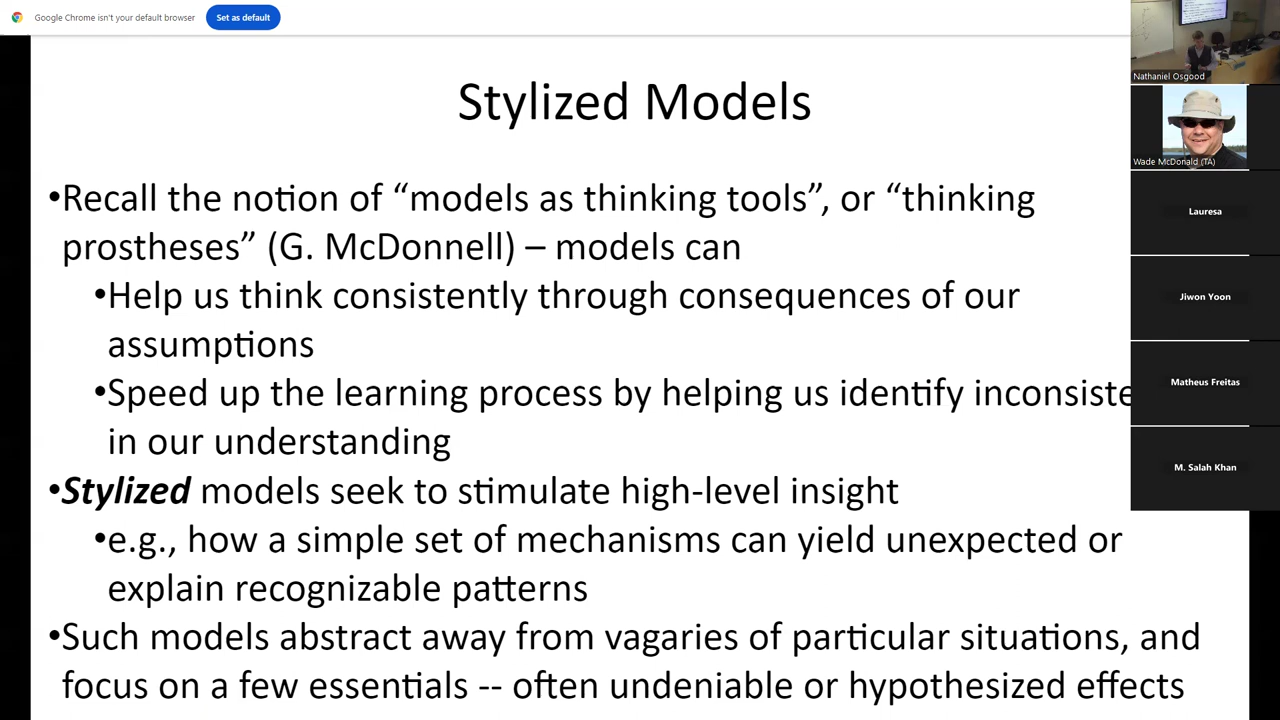 Google Chrome isn't your default browser
Set as default
Stylized Models
•Recall the notion of “models as thinking tools”, or “thinking
prostheses” (G. McDonnell) – models can
•Help us think consistently through consequences of our
assumptions
•Speed up the learning process by helping us identify inconsiste
in our understanding
•Stylized models seek to stimulate high-level insight
•e.g., how a simple set of mechanisms can yield unexpected or
explain recognizable patterns
•Such models abstract away from vagaries of particular situations, and
focus on a few essentials -- often undeniable or hypothesized effects
Nathaniel Osgood
Wade McDonald (TA)
Lauresa
Jiwon Yoon
Matheus Freitas
M. Salah Khan